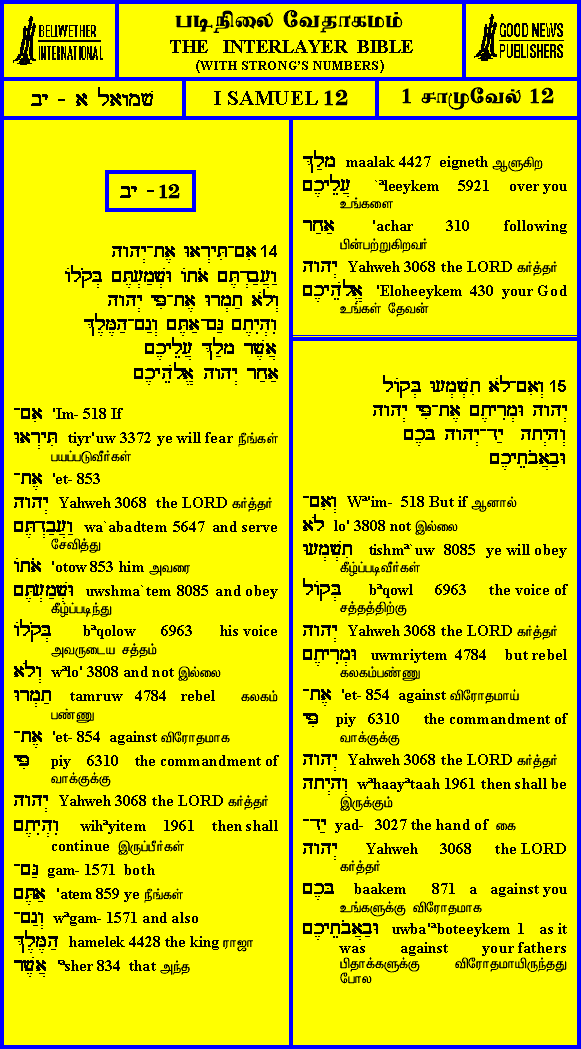 BELIWETHER
INTERNATIONAL
படிநிலை வேதாகமம்
THE INTERLAYER BIBLE
(WITH STRONG'S NUMBERS)
GOOD NEWS
PUBLISHERS
שמואל א - יב
I SAMUEL 12
1 சாமுவேல் 12
יב - 12
14 אִם־תִּירְאוּ אֶת־יְהוָה
וַעֲבַדְתֶּם אֹתוֹ וּשְׁמַעְתֶּם בְּקֹלוֹ
וְלֹא תַמְרוּ אֶת־פִּי יְהוָה
וִהְיִתֶם גַּם־אַתֶּם וְגַם־הַמֶּלֶךְ
אֲשֶׁר מָלַךְ עֲלֵיכֶם
אַחַר יְהוָה אֱלֹהֵיכֶם
אִם־ 'Im- 518 If
תִּירְאוּ tiyr'uw 3372 ye will fear நீங்கள்
பயப்படுவீர்கள்
אֶת־ 'et- 853
יְהוָה Yahweh 3068 the LORD கர்த்தர்
וַעֲבַדְתֶּם wa`abadtem 5647 and serve
சேவித்து
אֹתוֹ 'otow 853 him அவரை
וּשְׁמַעְתֶּם uwshma`tem 8085 and obey
கீழ்ப்படிந்து
בְּקֹלוֹ bªqolow 6963 his voice
அவருடைய சத்தம்
וְלֹא wªlo' 3808 and not இல்லை
תַמְרוּ tamruw 4784 rebel கலகம்
பண்ணு
אֶת־ 'et- 854 against விரோதமாக
פִּי piy 6310 the commandment of
வாக்குக்கு
יְהוָה Yahweh 3068 the LORD கர்த்தர்
וִהְיִתֶם wihªyitem 1961 then shall
continue இருப்பீர்கள்
גַּם־ gam- 1571 both
אַתֶּם 'atem 859 ye நீங்கள்
וְגַם־ wªgam- 1571 and also
הַמֶּלֶךְ hamelek 4428 the king ராஜா
אֲשֶׁר ªsher 834 that அந்த
מָלַךְ maalak 4427 eigneth ஆளுகிற
עֲלֵיכֶם `ªleeykem 5921 over you
உங்களை
אַחַר 'achar 310 following
பின்பற்றுகிறவர்
יְהוָה Yahweh 3068 the LORD கர்த்தர்
אֱלֹהֵיכֶם 'Eloheeykem 430 your God
உங்கள் தேவன்
15 וְאִם־לֹא תִשְׁמְעוּ בְּקוֹל
יְהוָה וּמְרִיתֶם אֶת־פִּי יְהוָה
וְהָיְתָה יַד־יְהוָה בָּכֶם
וּבַאֲבֹתֵיכֶם
וְאִם־ Wª'im- 518 But if ஆனால்
לֹא lo' 3808 not இல்லை
תִשְׁמְעוּ tishmª`uw 8085 ye will obey
கீழ்ப்படிவீர்கள்
בְּקוֹל bªqowl 6963 the voice of
சத்தத்திற்கு
יְהוָה Yahweh 3068 the LORD கர்த்தர்
וּמְרִיתֶם uwmriytem 4784 but rebel
கலகம்பண்ணு
אֶת־ 'et- 854 against விரோதமாய்
פִּי piy 6310 the commandment of
வாக்குக்கு
יְהוָה Yahweh 3068 the LORD கர்த்தர்
וְהָיְתָה wªhaayªtaah 1961 then shall be
இருக்கும்
יַד־ yad- 3027 the hand of கை
יְהוָה Yahweh 3068 the LORD
கர்த்தர்
בָּכֶם baakem 871 a against you
உங்களுக்கு விரோதமாக
וּבַאֲבֹתֵיכֶם uwba'ªboteeykem 1 as it
was against your fathers
பிதாக்களுக்கு விரோதமாயிருந்தது
போல